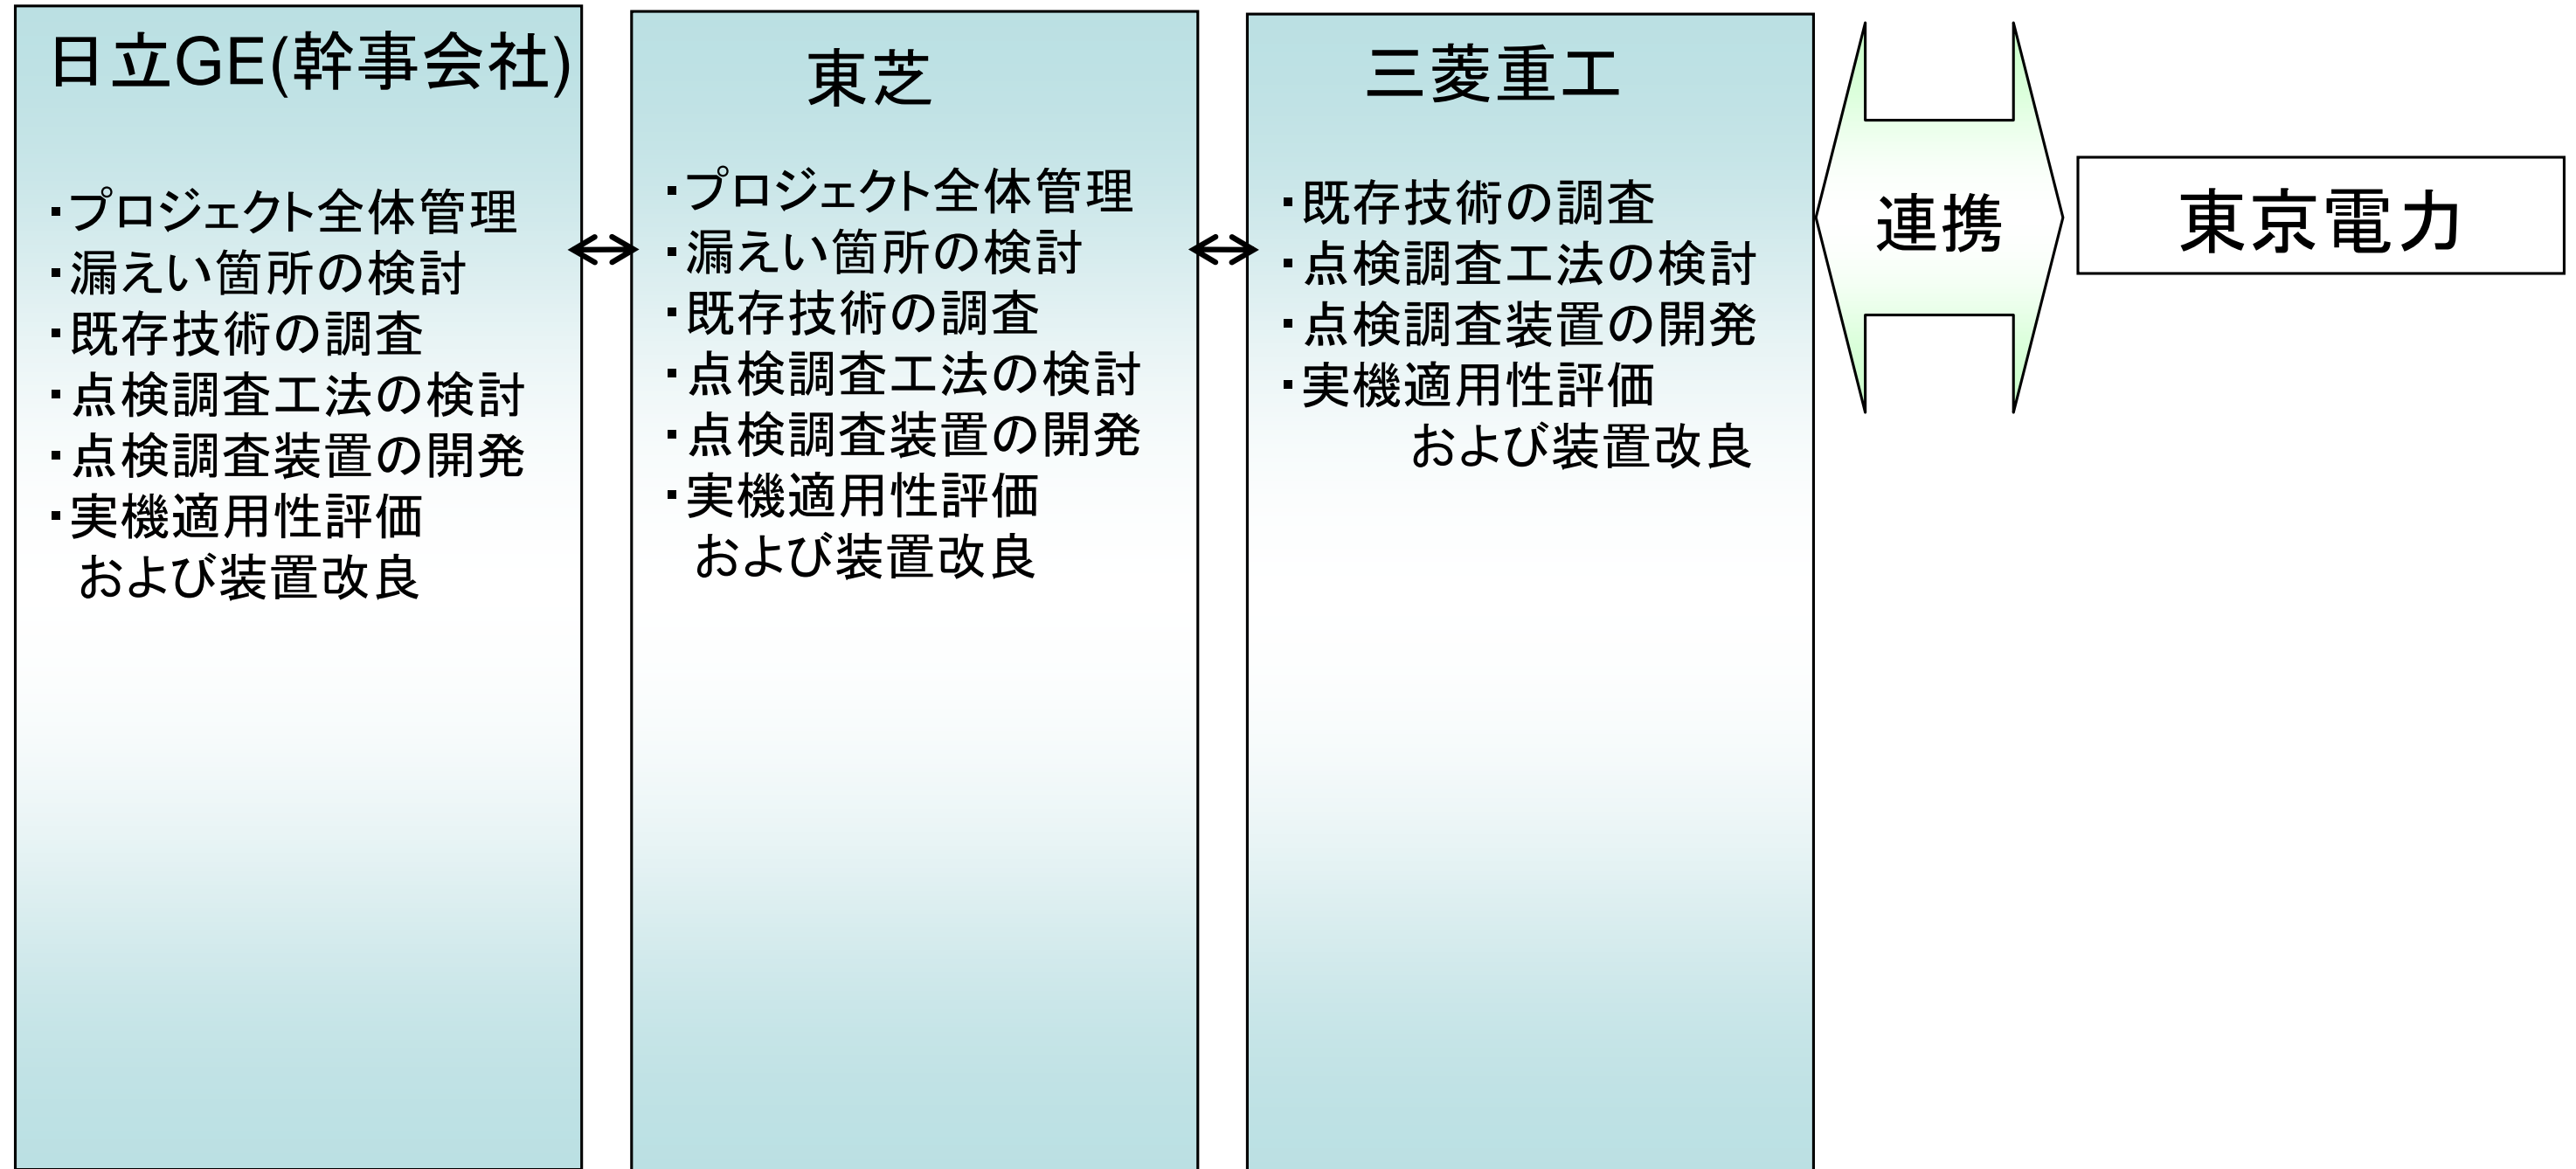 日立GE(幹事会社)
・プロジェクト全体管理
・漏えい箇所の検討
・既存技術の調査
・点検調査工法の検討
・点検調査装置の開発
・実機適用性評価
および装置改良
東芝
・プロジェクト全体管理
・漏えい箇所の検討
・既存技術の調査
・点検調査工法の検討
・点検調査装置の開発
・実機適用性評価
および装置改良
三菱重工
・既存技術の調査
・点検調査工法の検討
・点検調査装置の開発
・実機適用性評価
および装置改良
連携
東京電力